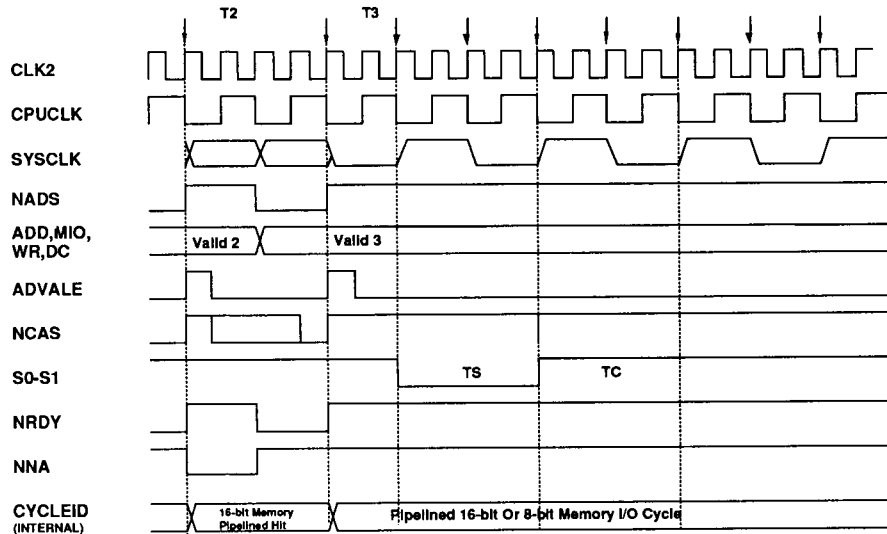 T2 T3
CLK2
CPUCLK
SYSCLK
NADS
ADD,MIO,
WR,DC
Valid 2 Valid 3
ADVALE
NCAS
S0-S1
TS TC
NRDY
NNA
CYCLEID
(INTERNAL)
16-bit Memory
Pipelined Hit
Pipelined 16-bit Or 8-bit Memory I/O Cycle